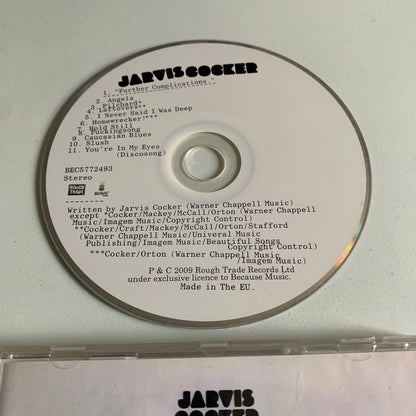 JARVIS COCKER
1. "Further Complications."
2. Angela
3. Pilchard*
4. Leftovers**
5. I Never Said I Was Deep
6. Homewrecker!***
7. Hold Still
8. Fuckingsong
9. Caucasian Blues
10. Slush
11. You're In My Eyes
(Discosong)
BEC5772493
Stereo
ROUGH
TRADE
Written by Jarvis Cocker (Warner Chappell Music)
except *Cocker/Mackey/McCall/Orton (Warner Chappell
Music/Imagem Music/Copyright Control)
**Cocker/Craft/Mackey/McCall/Orton/Stafford
(Warner Chappell Music/Univeral Music
Publishing/Imagem Music/Beautiful Songs
Copyright Control)
***Cocker/Orton (Warner Chappell Music
/Imagem Music)
P & C 2009 Rough Trade Records Ltd
under exclusive licence to Because Music.
Made in The EU.
JARVIS
COCKER